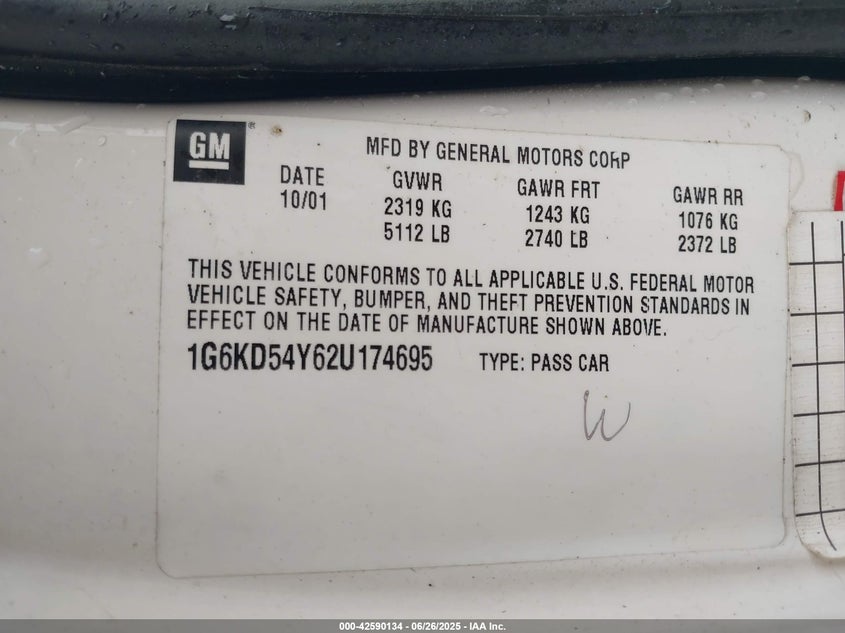 GM ®
MFD BY GENERAL MOTORS CORP
DATE GVWR GAWR FRT GAWR RR
10/01 2319 KG 1243 KG 1076 KG
5112 LB 2740 LB 2372 LB
THIS VEHICLE CONFORMS TO ALL APPLICABLE U.S. FEDERAL MOTOR
VEHICLE SAFETY, BUMPER, AND THEFT PREVENTION STANDARDS IN
EFFECT ON THE DATE OF MANUFACTURE SHOWN ABOVE.
1G6KD54Y62U174695 TYPE: PASS CAR
W
000-42590134 - 06/26/2025 - IAA Inc.